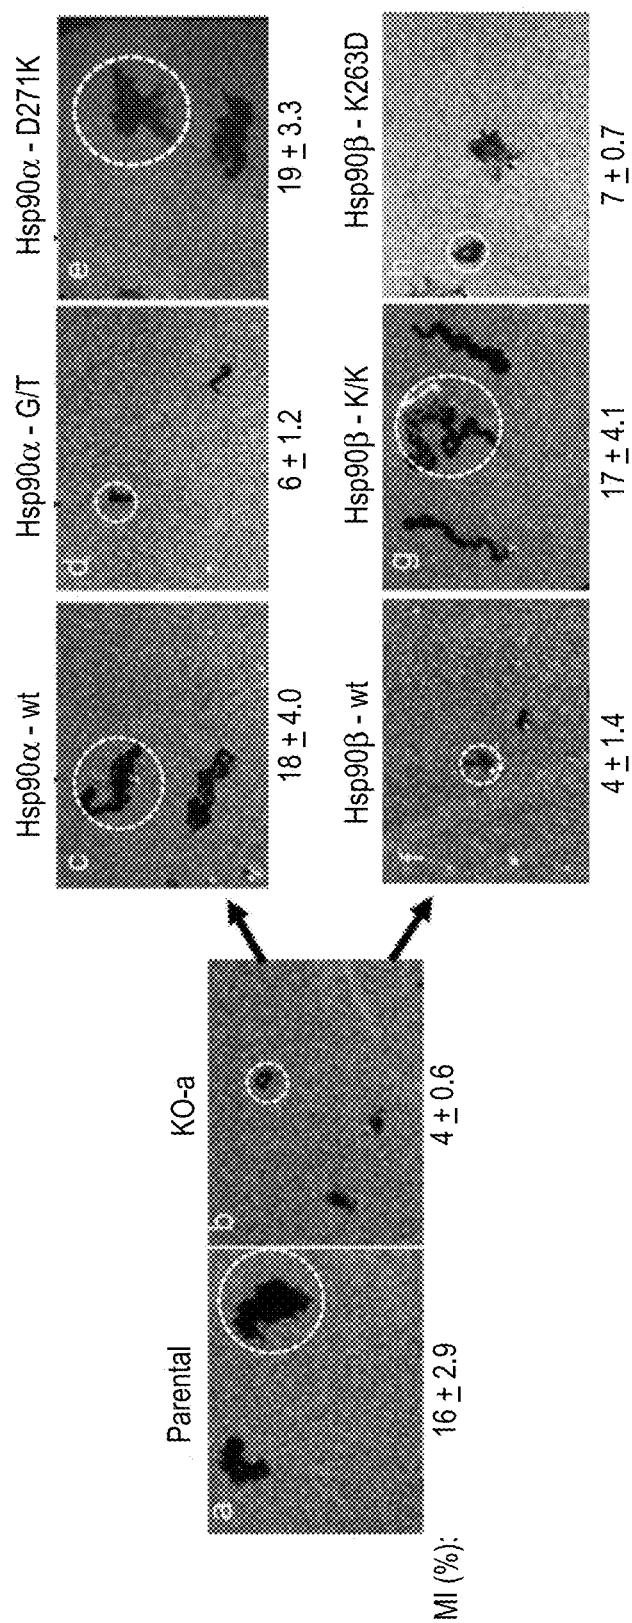 Parental
KO-a
a
b
MI (%):
16 ± 2.9
4 ± 0.6
Hsp90α - wt
Hsp90α - G/T
Hsp90α - D271K
c
d
e
18 ± 4.0
6 ± 1.2
19 ± 3.3
Hsp90β - wt
Hsp90β - K/K
Hsp90β - K263D
f
g
4 ± 1.4
17 ± 4.1
7 ± 0.7